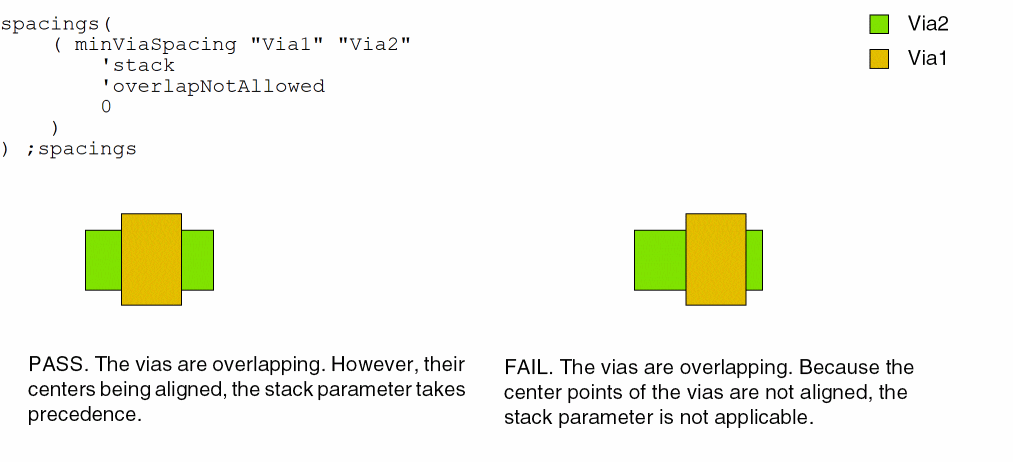 spacings(
( minViaSpacing "Via1" "Via2"
'stack
'overlapNotAllowed
0
)
) ;spacings
Via2
Via1
PASS. The vias are overlapping. However, their
centers being aligned, the stack parameter takes
precedence.
FAIL. The vias are overlapping. Because the
center points of the vias are not aligned, the
stack parameter is not applicable.